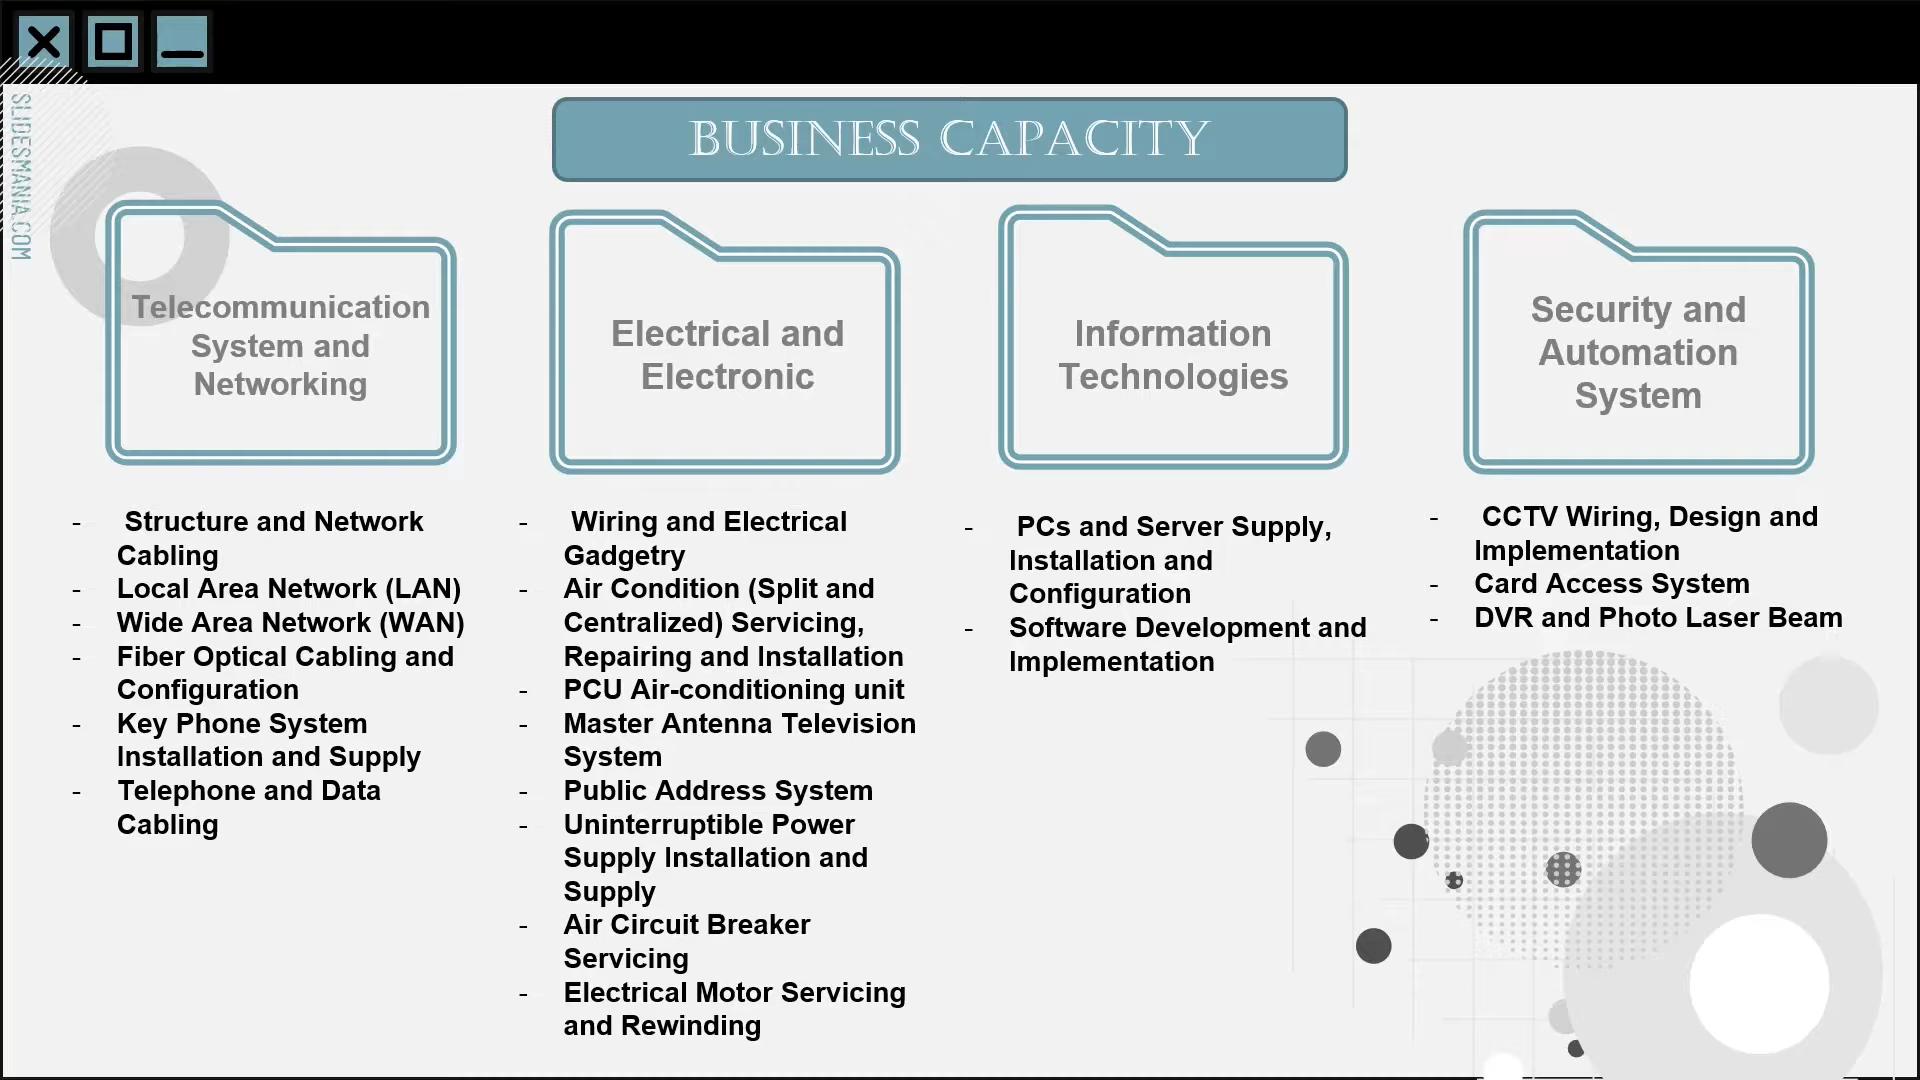 SLIDESMANIA.COM
BUSINESS CAPACITY
Telecommunication
System and
Networking
- Structure and Network
Cabling
- Local Area Network (LAN)
- Wide Area Network (WAN)
- Fiber Optical Cabling and
Configuration
- Key Phone System
Installation and Supply
- Telephone and Data
Cabling
Electrical and
Electronic
- Wiring and Electrical
Gadgetry
- Air Condition (Split and
Centralized) Servicing,
Repairing and Installation
- PCU Air-conditioning unit
- Master Antenna Television
System
- Public Address System
- Uninterruptible Power
Supply Installation and
Supply
- Air Circuit Breaker
Servicing
- Electrical Motor Servicing
and Rewinding
Information
Technologies
- PCs and Server Supply,
Installation and
Configuration
- Software Development and
Implementation
Security and
Automation
System
- CCTV Wiring, Design and
Implementation
- Card Access System
- DVR and Photo Laser Beam